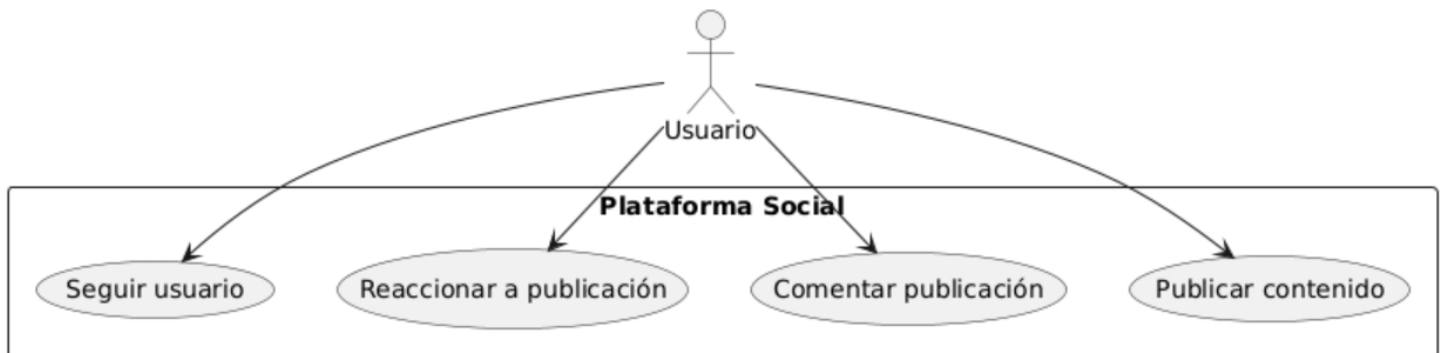 Usuario
Plataforma Social
Seguir usuario
Reaccionar a publicación
Comentar publicación
Publicar contenido